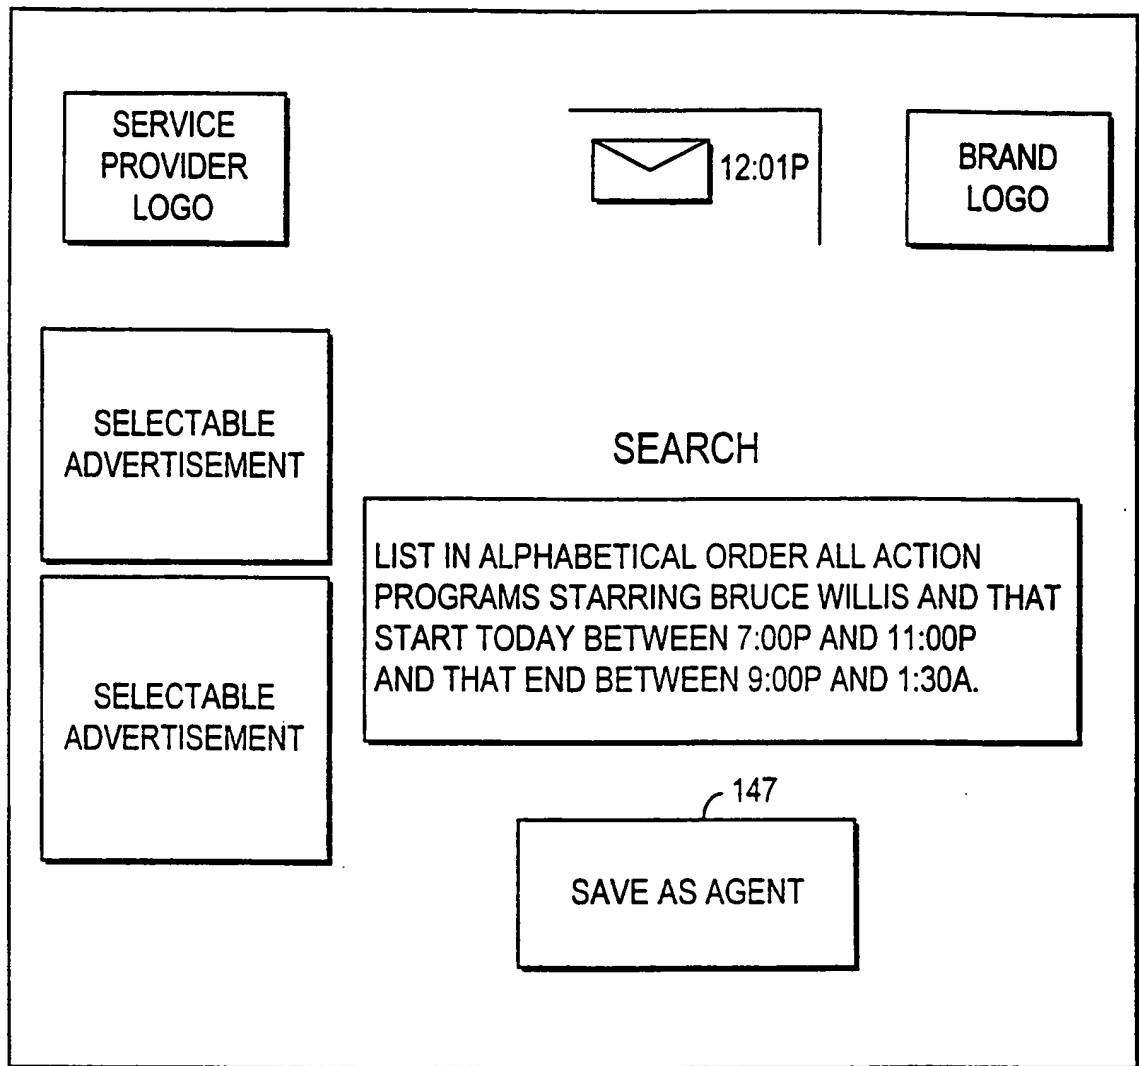 SERVICE
PROVIDER
LOGO
12:01P
BRAND
LOGO
SELECTABLE
ADVERTISEMENT
SEARCH
LIST IN ALPHABETICAL ORDER ALL ACTION
PROGRAMS STARRING BRUCE WILLIS AND THAT
START TODAY BETWEEN 7:00P AND 11:00P
AND THAT END BETWEEN 9:00P AND 1:30A.
SELECTABLE
ADVERTISEMENT
147
SAVE AS AGENT